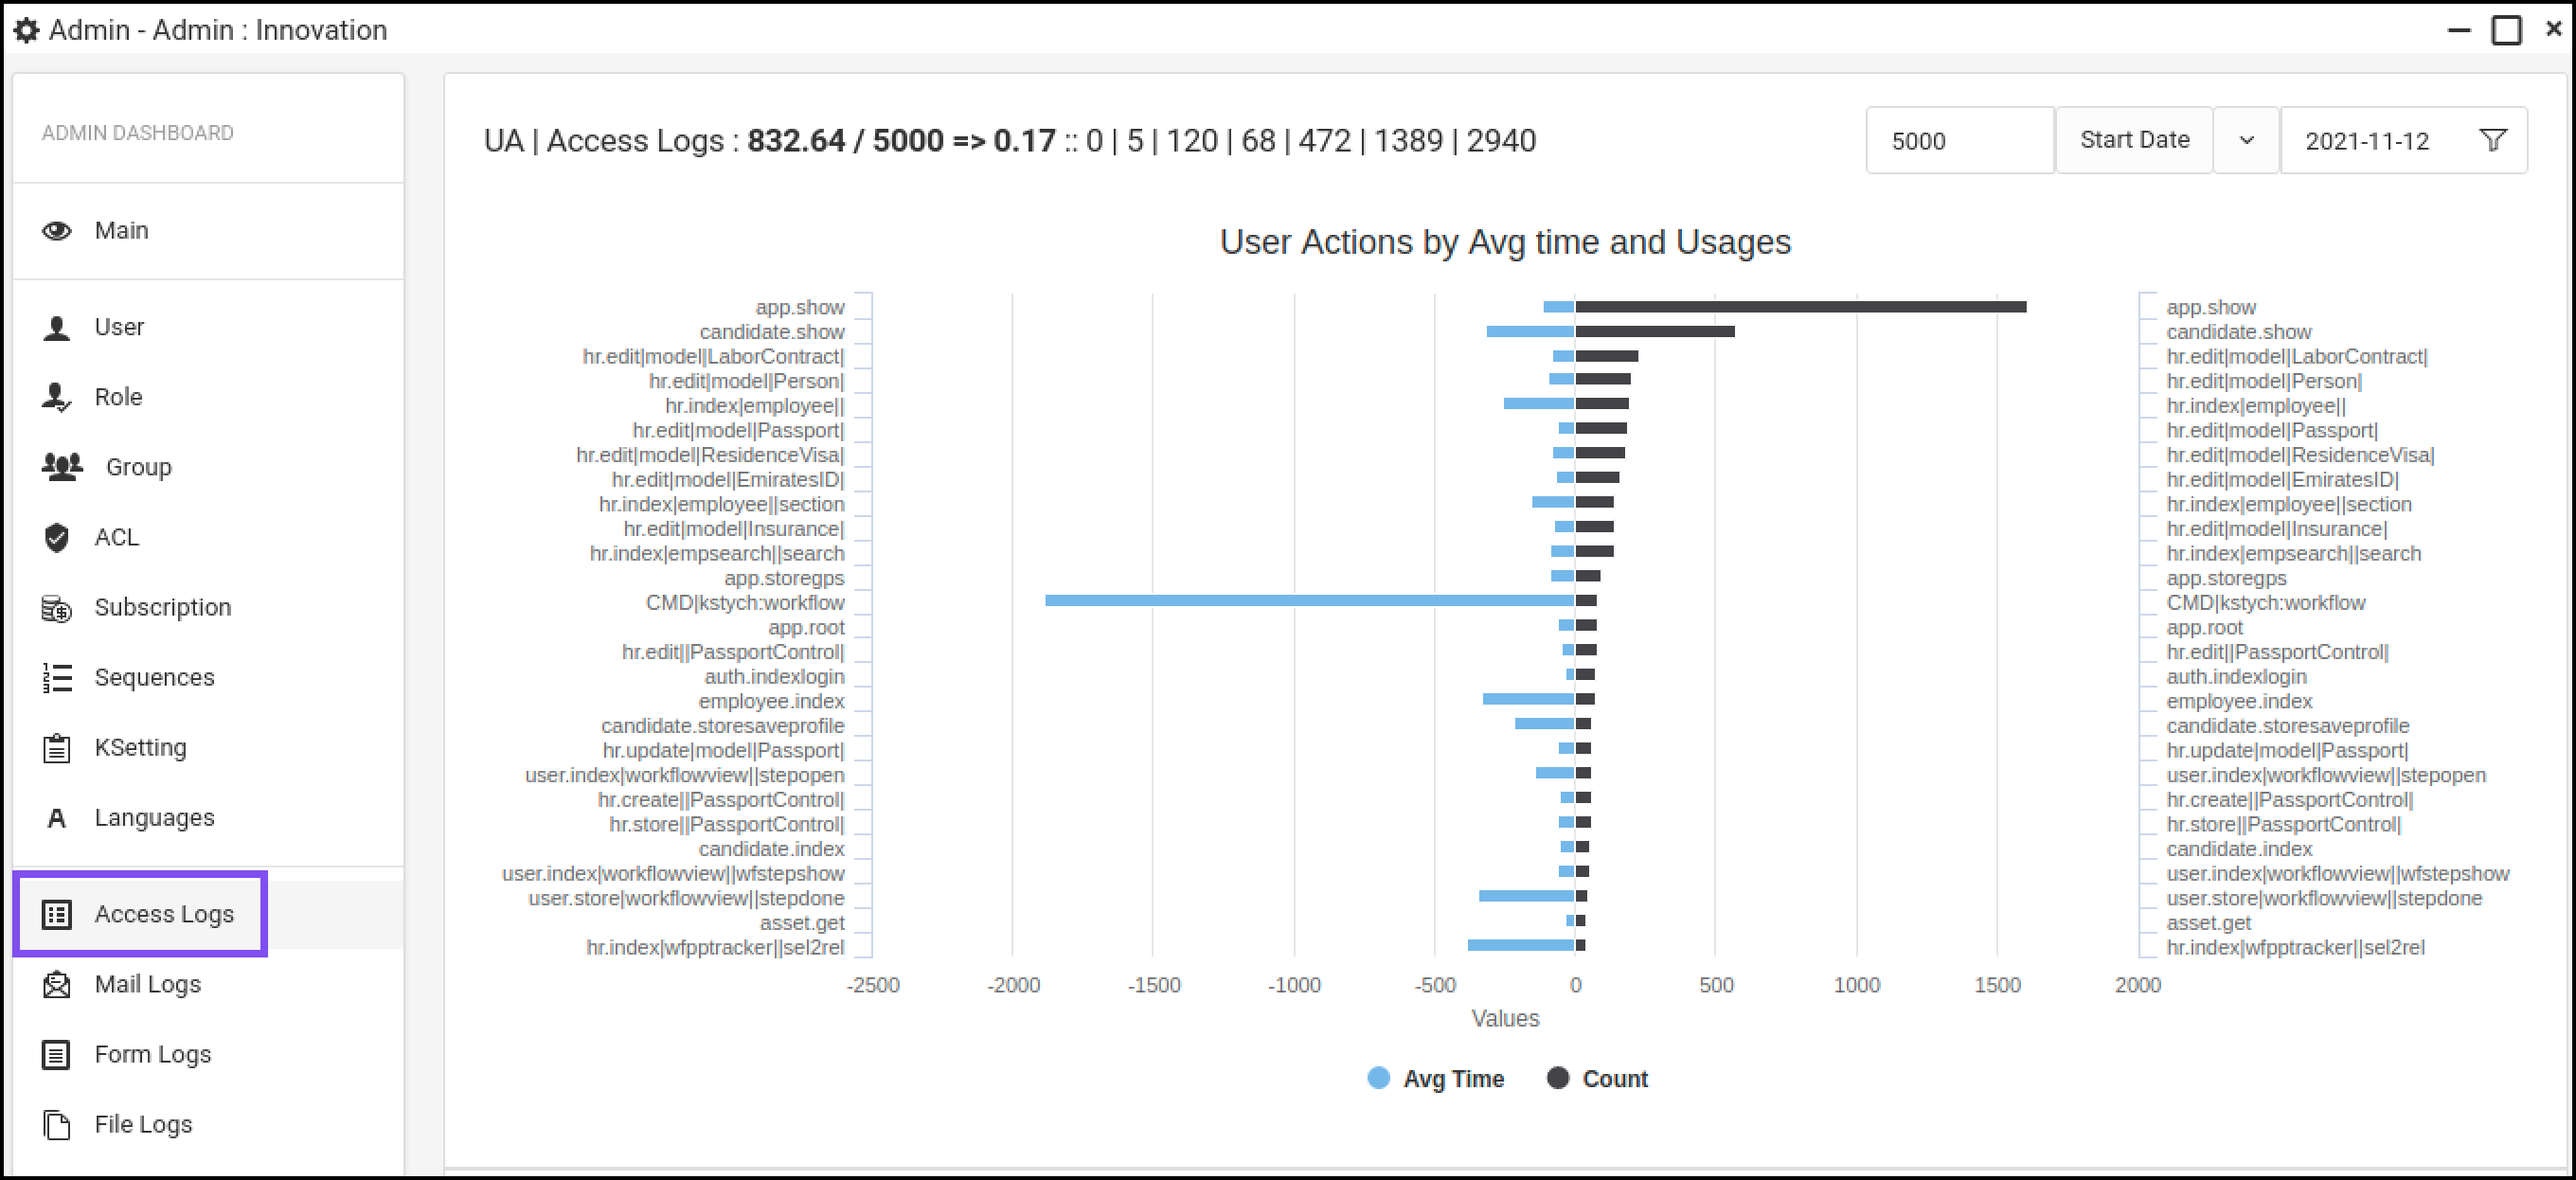 Admin - Admin : Innovation
ADMIN DASHBOARD
Main
User
Role
Group
ACL
Subscription
Sequences
KSetting
Languages
Access Logs
Mail Logs
Form Logs
File Logs
UA | Access Logs : 832.64 / 5000 => 0.17 :: 0 | 5 | 120 | 68 | 472 | 1389 | 2940
5000 Start Date 2021-11-12
User Actions by Avg time and Usages
app.show app.show
candidate.show candidate.show
hr.edit|model|LaborContract| hr.edit|model|LaborContract|
hr.edit|model|Person| hr.edit|model|Person|
hr.index|employee|| hr.index|employee||
hr.edit|model|Passport| hr.edit|model|Passport|
hr.edit|model|ResidenceVisa| hr.edit|model|ResidenceVisa|
hr.edit|model|EmiratesID| hr.edit|model|EmiratesID|
hr.index|employee||section hr.index|employee||section
hr.edit|model|Insurance| hr.edit|model|Insurance|
hr.index|empsearch||search hr.index|empsearch||search
app.storegps app.storegps
CMD|kstych:workflow CMD|kstych:workflow
app.root app.root
hr.edit||PassportControl| hr.edit||PassportControl|
auth.indexlogin auth.indexlogin
employee.index employee.index
candidate.storesaveprofile candidate.storesaveprofile
hr.update|model|Passport| hr.update|model|Passport|
user.index|workflowview||stepopen user.index|workflowview||stepopen
hr.create||PassportControl| hr.create||PassportControl|
hr.store||PassportControl| hr.store||PassportControl|
candidate.index candidate.index
user.index|workflowview||wfstepshow user.index|workflowview||wfstepshow
user.store|workflowview||stepdone user.store|workflowview||stepdone
asset.get asset.get
hr.index|wfpptracker||sel2rel hr.index|wfpptracker||sel2rel
-2500 -2000 -1500 -1000 -500 0 500 1000 1500 2000
Values
Avg Time Count